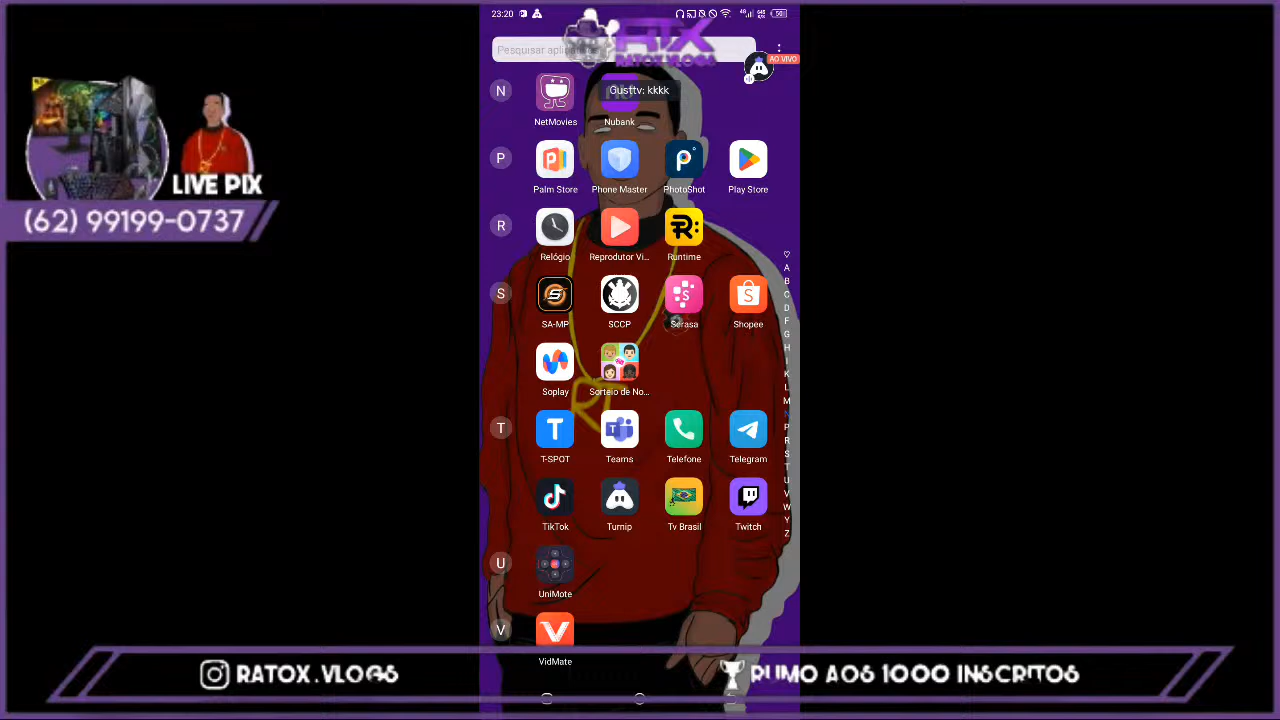 23:20
Pesquisar apli
RTX
RATOX.VLOGS
AO VIVO
Gusttv: kkkk
N
NetMovies
Nubank
P
Palm Store
Phone Master
PhotoShot
Play Store
R
Relógio
Reprodutor Vi...
Runtime
S
SA-MP
SCCP
Serasa
Shopee
Soplay
Sorteio de No...
T
T-SPOT
Teams
Telefone
Telegram
TikTok
Turnip
Tv Brasil
Twitch
U
UniMote
V
VidMate
A
B
C
D
F
G
H
I
K
L
M
N
P
R
S
T
U
V
W
Y
Z
LIVE PIX
(62) 99199-0737
RATOX.VLOGS
RUMO AOS 1000 INSCRITOS